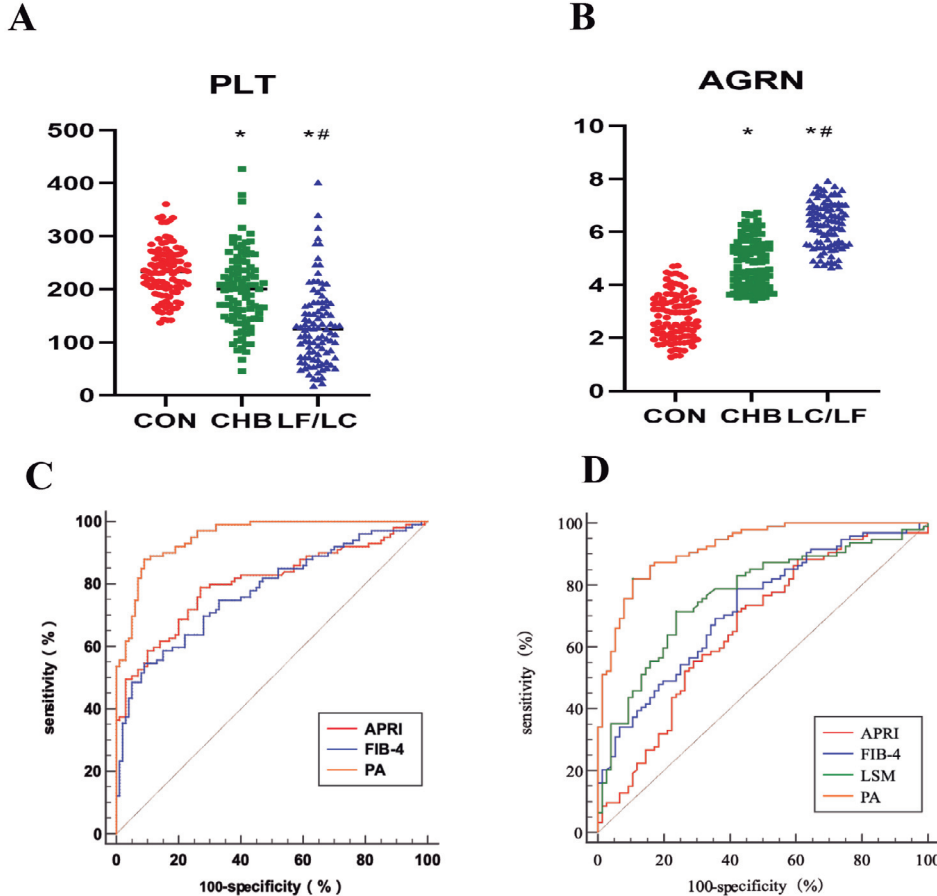 A
B
PLT
AGRN
500
400
300
200
100
0
* *#
CON CHB LF/LC
10
8
6
4
2
0
* *#
CON CHB LC/LF
C
D
100
80
60
40
20
0
sensitivity (%)
APRI
FIB-4
PA
0 20 40 60 80 100
100-specificity (%)
100
80
60
40
20
0
sensitivity (%)
APRI
FIB-4
LSM
PA
0 20 40 60 80 100
100-specificity (%)